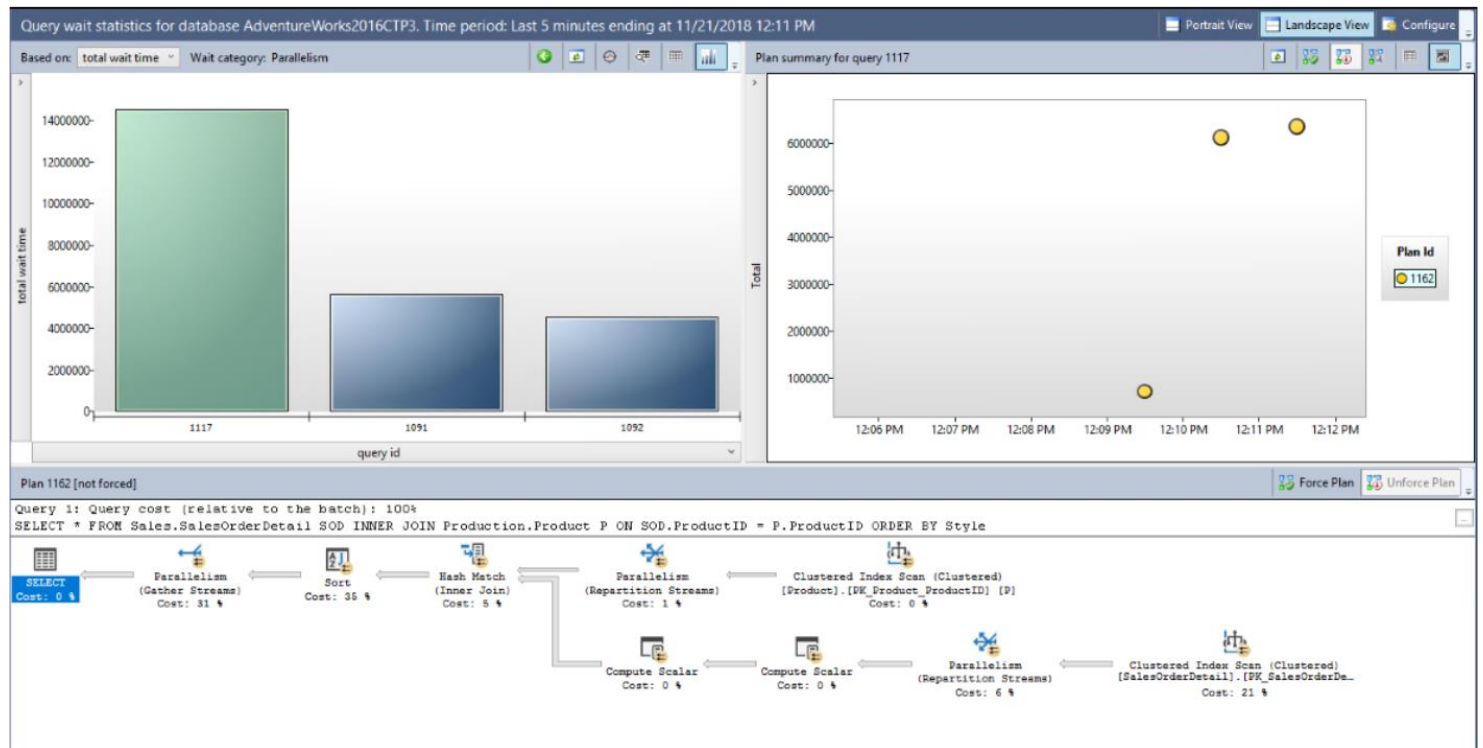 Query wait statistics for database AdventureWorks2016CTP3. Time period: Last 5 minutes ending at 11/21/2018 12:11 PM
Portrait View
Landscape View
Configure
Based on: total wait time
Wait category: Parallelism
Plan summary for query 1117
total wait time
14000000
12000000
10000000
8000000
6000000
4000000
2000000
0
1117
1091
1092
query id
Total
6000000
5000000
4000000
3000000
2000000
1000000
12:06 PM
12:07 PM
12:08 PM
12:09 PM
12:10 PM
12:11 PM
12:12 PM
Plan Id
1162
Plan 1162 [not forced]
Force Plan
Unforce Plan
Query 1: Query cost (relative to the batch): 100%
SELECT * FROM Sales.SalesOrderDetail SOD INNER JOIN Production.Product P ON SOD.ProductID = P.ProductID ORDER BY Style
SELECT
Cost: 0 %
Parallelism
(Gather Streams)
Cost: 31 %
Sort
Cost: 35 %
Hash Match
(Inner Join)
Cost: 5 %
Parallelism
(Repartition Streams)
Cost: 1 %
Clustered Index Scan (Clustered)
[Product].[PK_Product_ProductID] [P]
Cost: 0 %
Compute Scalar
Cost: 0 %
Compute Scalar
Cost: 0 %
Parallelism
(Repartition Streams)
Cost: 6 %
Clustered Index Scan (Clustered)
[SalesOrderDetail].[PK_SalesOrderDe…
Cost: 21 %